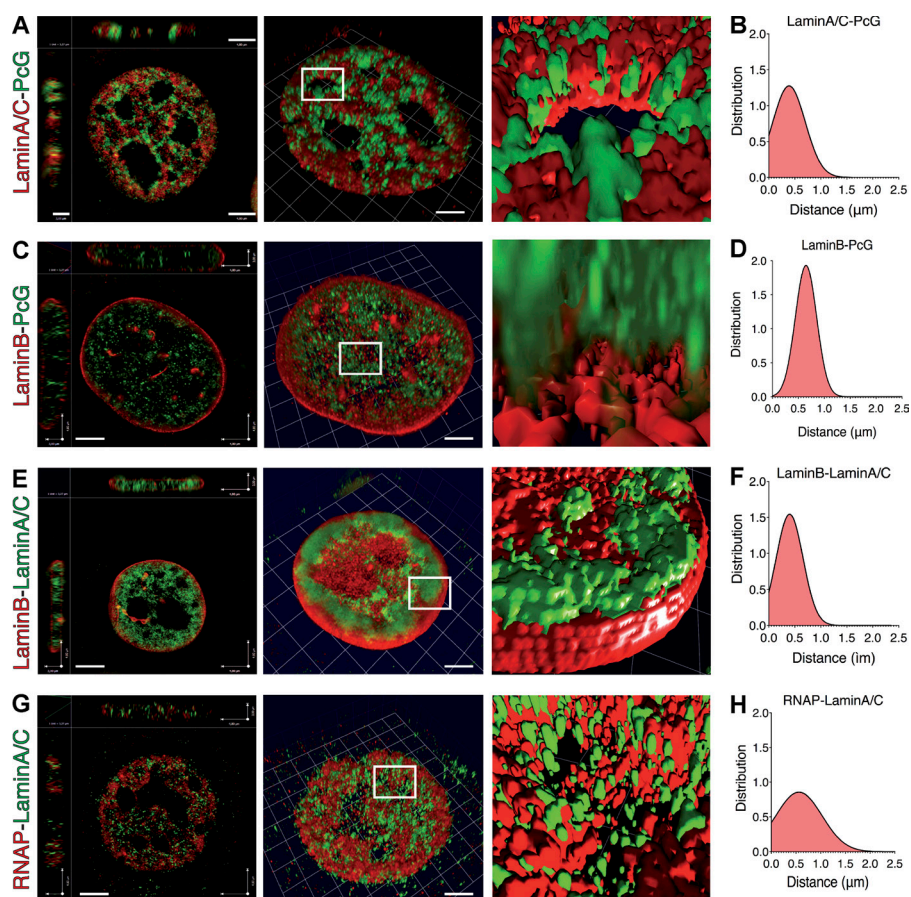 A
LaminA/C-PcG
B
LaminA/C-PcG
Distribution
2.0
1.5
1.0
0.5
0.0
0.0 0.5 1.0 1.5 2.0 2.5
Distance (µm)
C
LaminB-PcG
D
LaminB-PcG
Distribution
2.0
1.5
1.0
0.5
0.0
0.0 0.5 1.0 1.5 2.0 2.5
Distance (µm)
E
LaminB-LaminA/C
F
LaminB-LaminA/C
Distribution
2.0
1.5
1.0
0.5
0.0
0.0 0.5 1.0 1.5 2.0 2.5
Distance (ìm)
G
RNAP-LaminA/C
H
RNAP-LaminA/C
Distribution
2.0
1.5
1.0
0.5
0.0
0.0 0.5 1.0 1.5 2.0 2.5
Distance (µm)